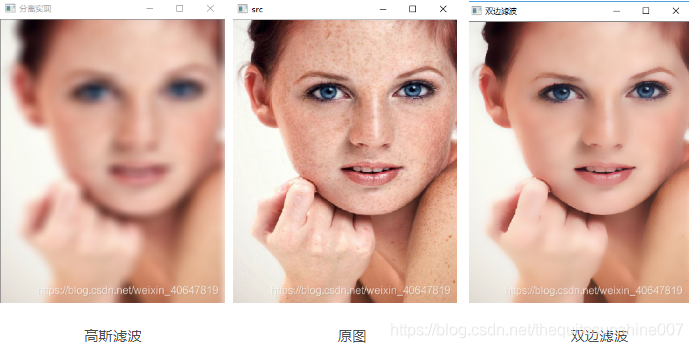 分离实现
src
双边滤波
https://blog.csdn.net/weixin_40647819
https://blog.csdn.net/weixin_40647819
https://blog.csdn.net/weixin_40647819
高斯滤波
原图
双边滤波
https://blog.csdn.net/thequitesunshine007